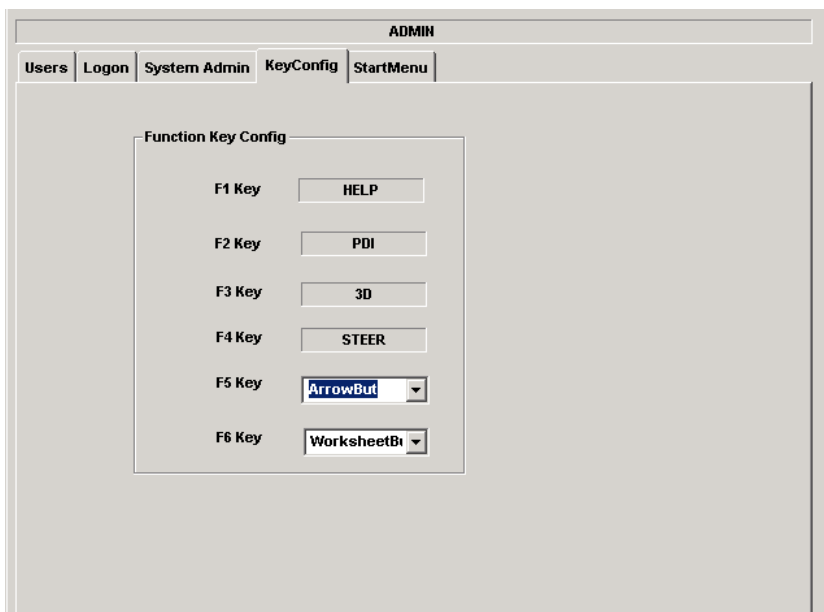 ADMIN
Users Logon System Admin KeyConfig StartMenu
Function Key Config
F1 Key HELP
F2 Key PDI
F3 Key 3D
F4 Key STEER
F5 Key ArrowBut
F6 Key WorksheetBu